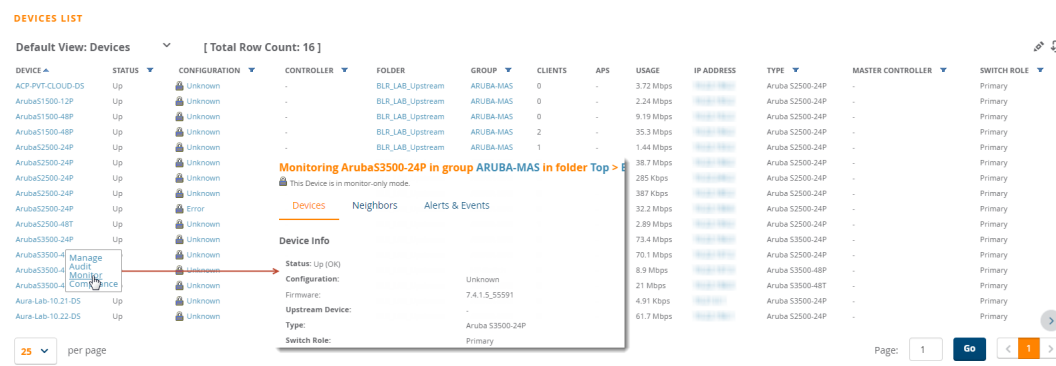 DEVICES LIST
Default View: Devices [ Total Row Count: 16 ]
DEVICE STATUS CONFIGURATION CONTROLLER FOLDER GROUP CLIENTS APS USAGE IP ADDRESS TYPE MASTER CONTROLLER SWITCH ROLE
ACP-PVT-CLOUD-DS Up Unknown - BLR_LAB_Upstream ARUBA-MAS 0 - 3.72 Mbps Aruba S2500-24P - Primary
ArubaS1500-12P Up Unknown - BLR_LAB_Upstream ARUBA-MAS 0 - 2.24 Mbps Aruba S2500-24P - Primary
ArubaS1500-48P Up Unknown - BLR_LAB_Upstream ARUBA-MAS 0 - 9.19 Mbps Aruba S2500-24P - Primary
ArubaS1500-48P Up Unknown - BLR_LAB_Upstream ARUBA-MAS 2 - 35.3 Mbps Aruba S2500-24P - Primary
ArubaS2500-24P Up Unknown - BLR_LAB_Upstream ARUBA-MAS 1 - 1.44 Mbps Aruba S2500-24P - Primary
ArubaS2500-24P Up Unknown 38.7 Mbps Aruba S2500-24P - Primary
ArubaS2500-24P Up Unknown 285 Kbps Aruba S2500-24P - Primary
ArubaS2500-24P Up Unknown 387 Kbps Aruba S2500-24P - Primary
ArubaS2500-24P Up Error 32.2 Mbps Aruba S2500-24P - Primary
ArubaS2500-48T Up Unknown 2.89 Mbps Aruba S2500-24P - Primary
ArubaS3500-24P Up Unknown 73.4 Mbps Aruba S2500-24P - Primary
ArubaS3500-4 Unknown 70.1 Mbps Aruba S2500-24P - Primary
ArubaS3500-4 Unknown 8.9 Mbps Aruba S3500-48P - Primary
ArubaS3500-4 Unknown 21 Mbps Aruba S3500-48T - Primary
Aura-Lab-10.21-DS Up Unknown 4.91 Kbps Aruba S3500-24P - Primary
Aura-Lab-10.22-DS Up Unknown 61.7 Mbps Aruba S2500-24P - Primary
Manage
Audit
Monitor
Compliance
Monitoring ArubaS3500-24P in group ARUBA-MAS in folder Top >
This Device is in monitor-only mode.
Devices Neighbors Alerts & Events
Device Info
Status: Up (OK)
Configuration: Unknown
Firmware: 7.4.1.5_55591
Upstream Device: -
Type: Aruba S3500-24P
Switch Role: Primary
25 per page Page: 1 Go < 1 >